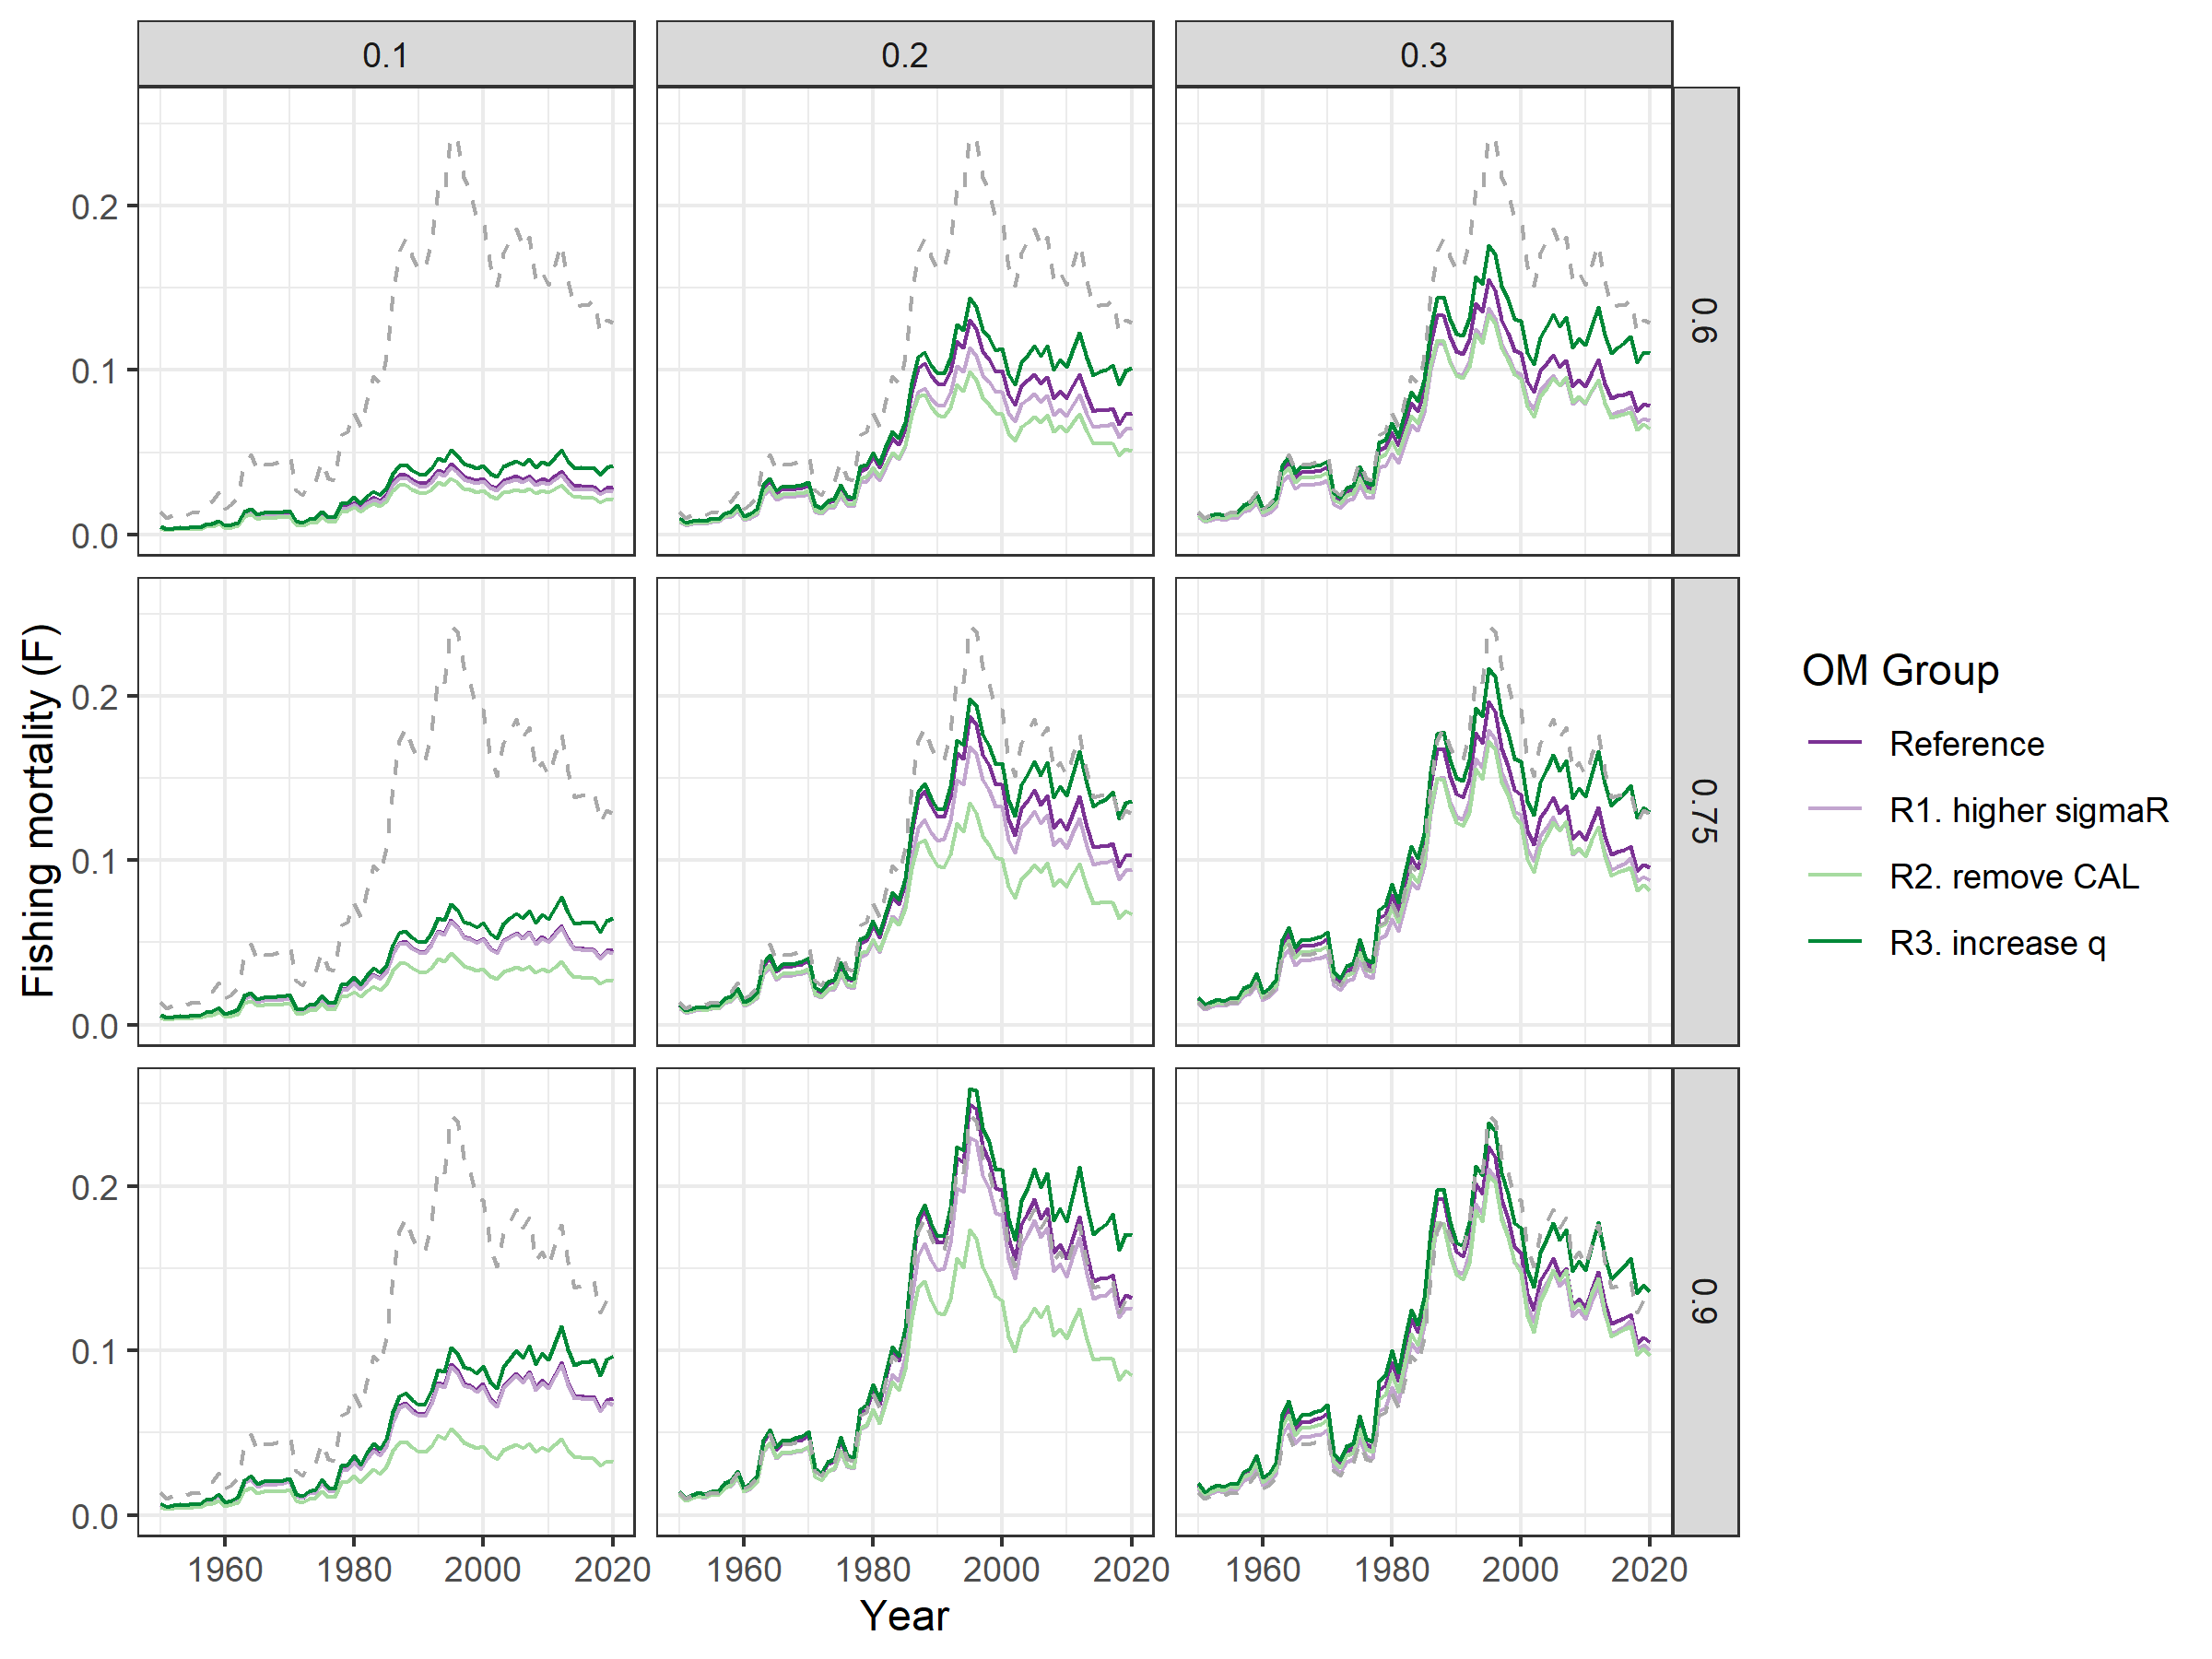 0.1 0.2 0.3
0.2
0.1
0.0
0.6
0.2
0.1
0.0
0.75
0.2
0.1
0.0
0.9
1960 1980 2000 2020 1960 1980 2000 2020 1960 1980 2000 2020
Year
Fishing mortality (F)
OM Group
Reference
R1. higher sigmaR
R2. remove CAL
R3. increase q